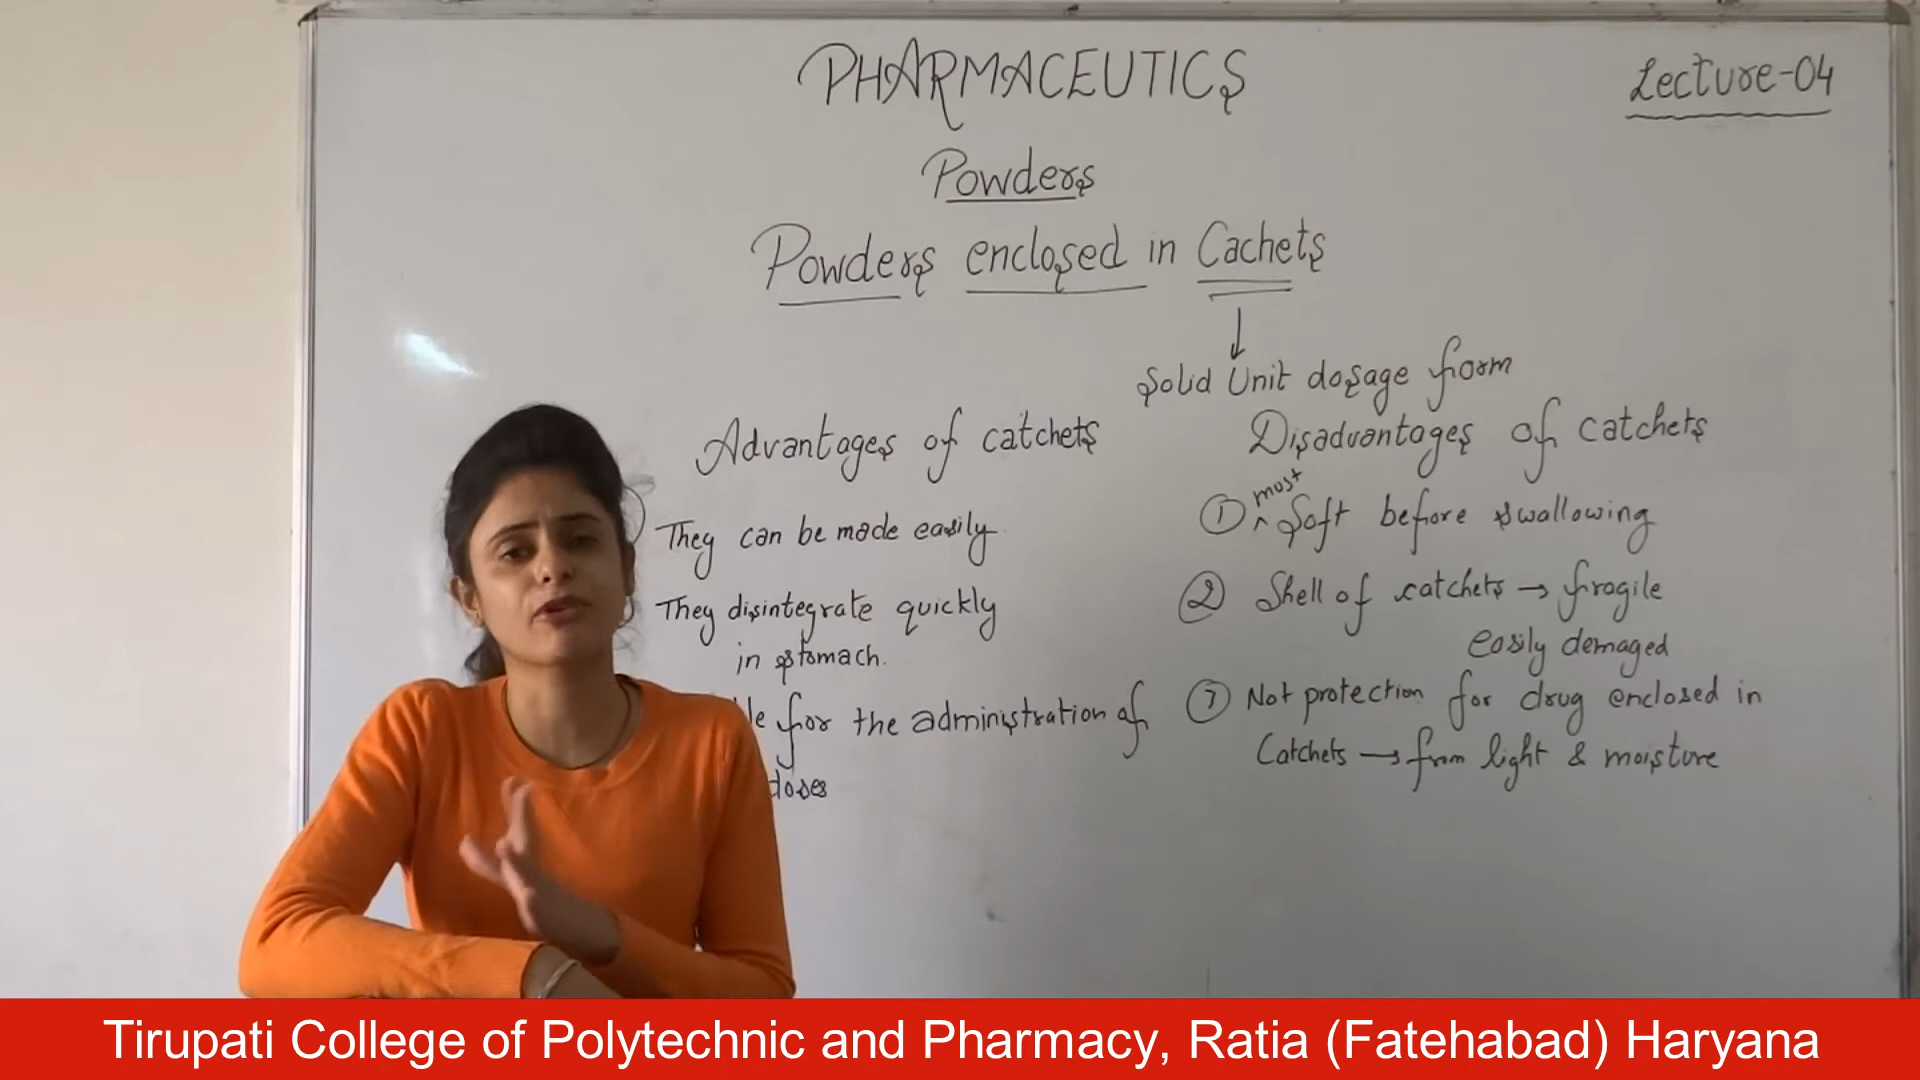 PHARMACEUTICS
Lecture-04
Powders
Powders enclosed in Cachets
Solid Unit dosage form
Advantages of catchets
They can be made easily
They disintegrate quickly
in stomach.
for the administration of
doses
Disadvantages of catchets
① most Soft before swallowing
② Shell of catchets → fragile
easily demaged
③ Not protection for drug enclosed in
Catchets → from light & moisture
Tirupati College of Polytechnic and Pharmacy, Ratia (Fatehabad) Haryana